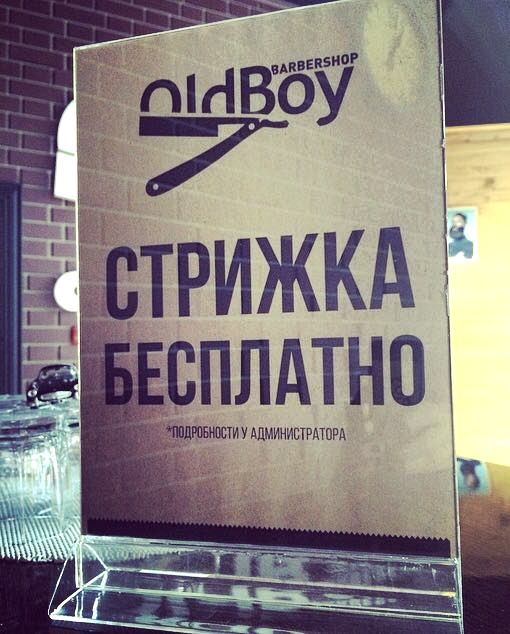 BARBERSHOP
OldBoy
СТРИЖКА
БЕСПЛАТНО
*ПОДРОБНОСТИ У АДМИНИСТРАТОРА